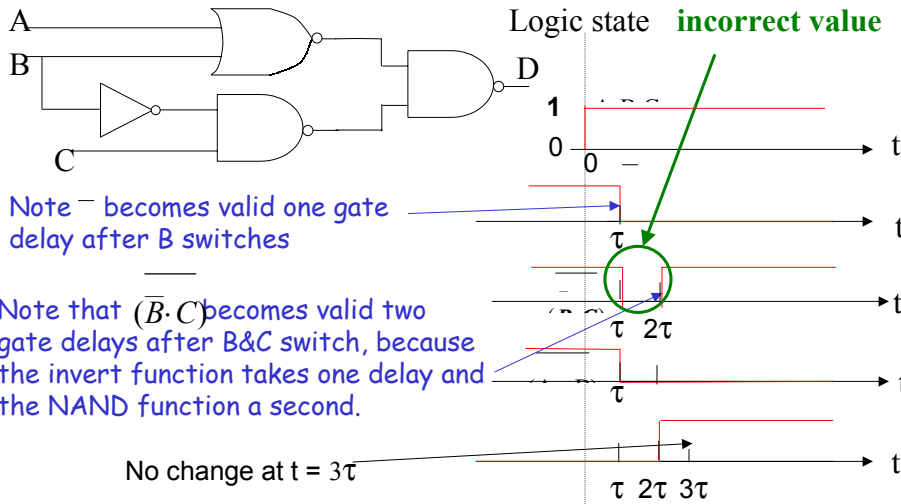 Logic state incorrect value
A
B
D
C
1
0
0
t
Note ‾ becomes valid one gate
delay after B switches
τ
t
Note that (B̅·C)̅ becomes valid two
gate delays after B&C switch, because
the invert function takes one delay and
the NAND function a second.
τ 2τ
t
τ
t
No change at t = 3τ
τ 2τ 3τ
t